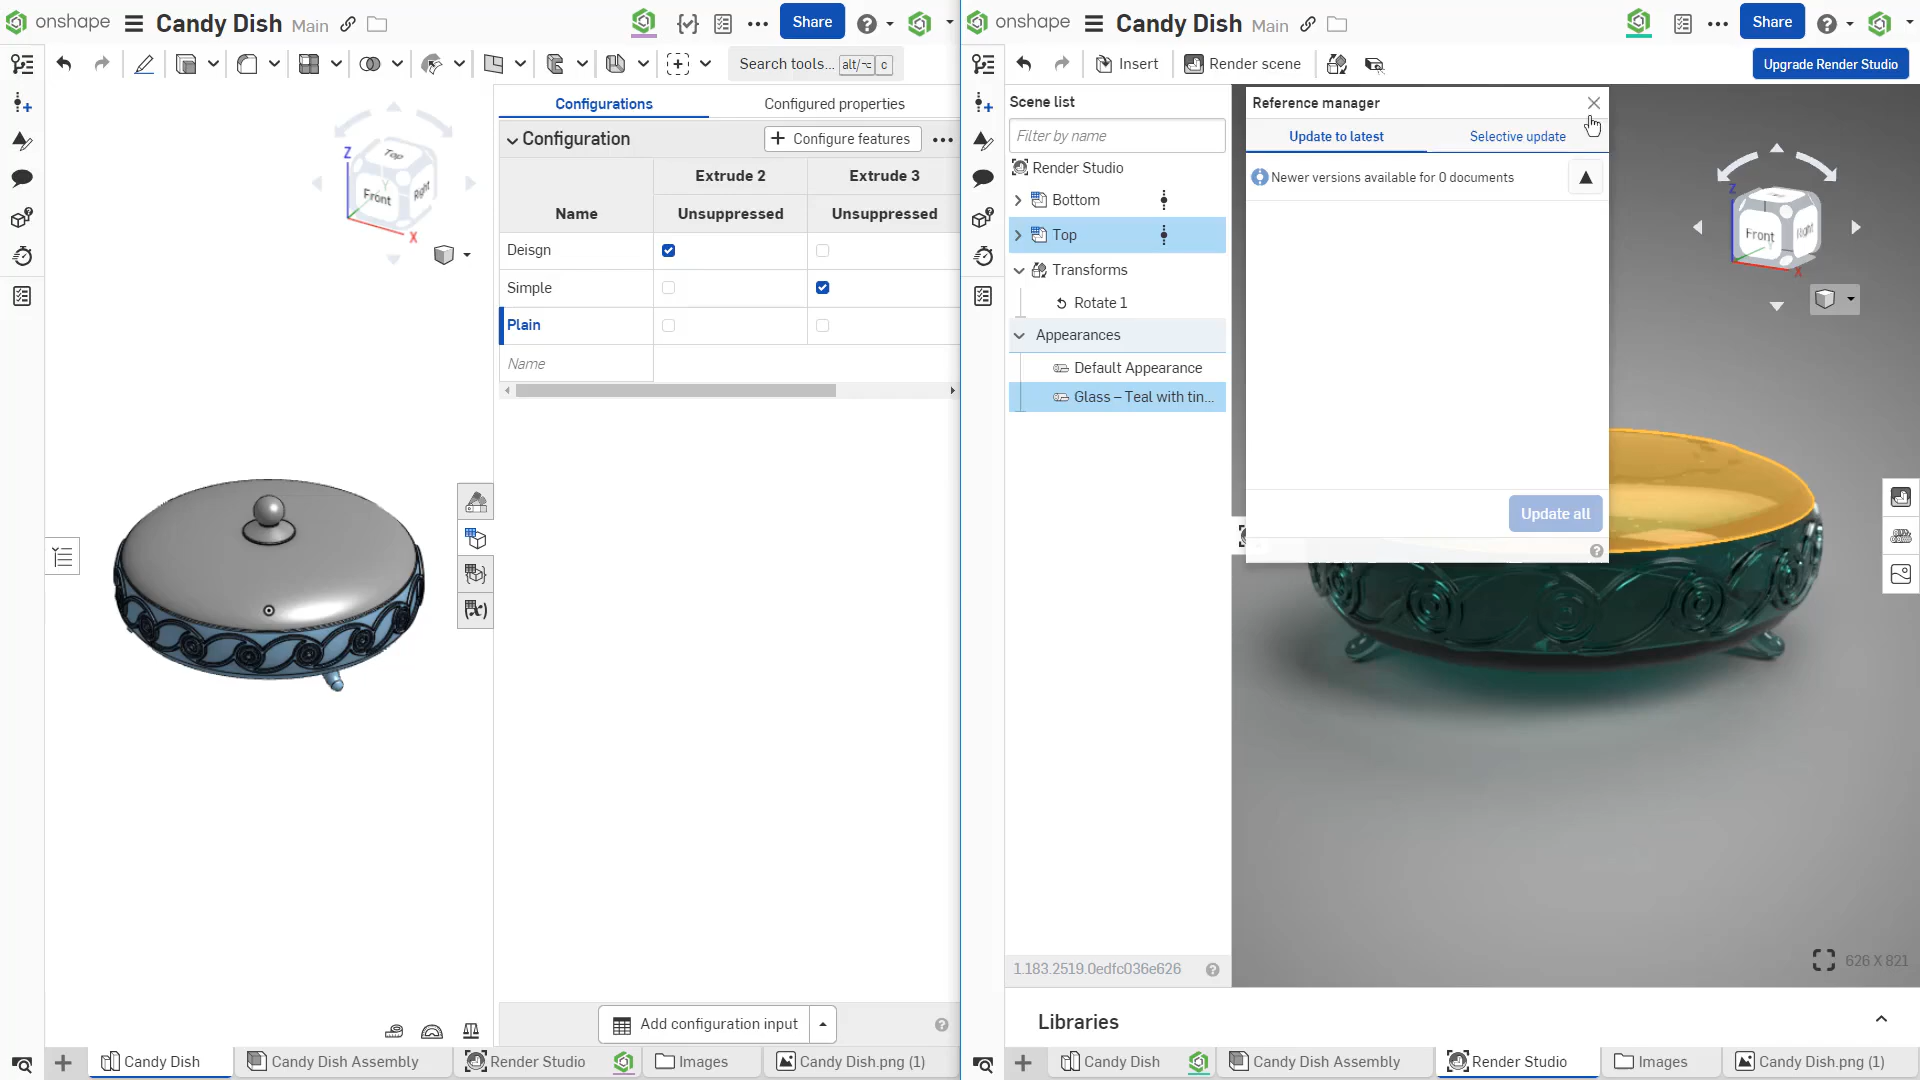 onshape Candy Dish Main Share
Search tools... alt/⌥ c
Configurations Configured properties
Configuration Configure features
Name Extrude 2 Extrude 3
Unsuppressed Unsuppressed
Deisgn
Simple
Plain
Name
Z Top Front Right X
Y
Add configuration input
Candy Dish Candy Dish Assembly Render Studio Images Candy Dish.png (1)
onshape Candy Dish Main Share
Insert Render scene Upgrade Render Studio
Scene list
Filter by name
Render Studio
Bottom
Top
Transforms
Rotate 1
Appearances
Default Appearance
Glass – Teal with tin...
1.183.2519.0edfc036e626
Reference manager
Update to latest Selective update
Newer versions available for 0 documents
Update all
Z Front Right X
626 X 821
Libraries
Candy Dish Candy Dish Assembly Render Studio Images Candy Dish.png (1)